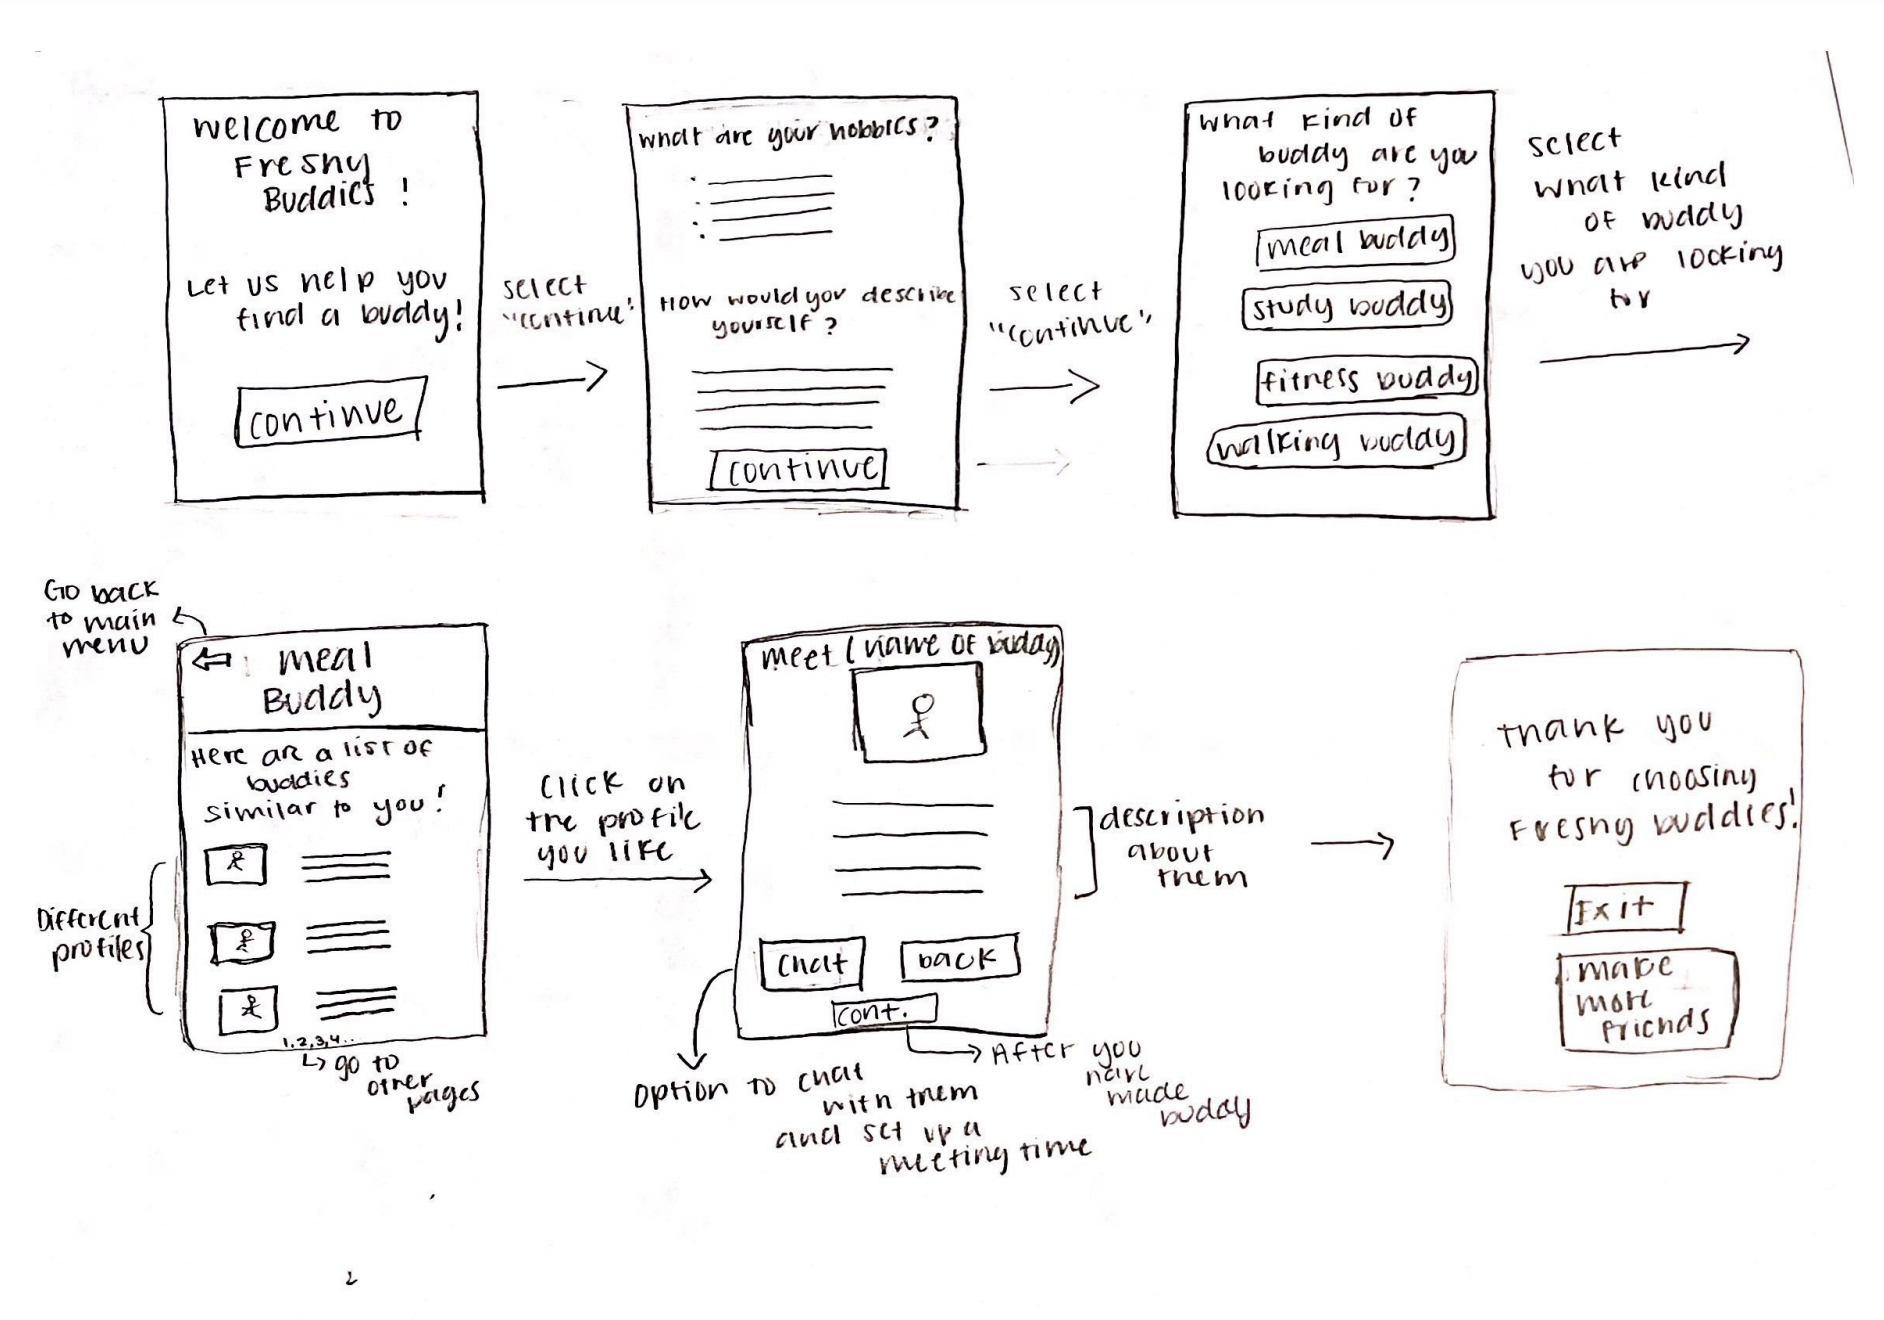 Welcome to
Freshy
Buddies !
Let us help you
find a buddy!
continue
select
"continue"
What are your hobbies?
How would you describe
yourself?
continue
select
"continue"
What kind of
buddy are you
looking for?
meal buddy
study buddy
fitness buddy
walking buddy
select
what kind
of buddy
you are looking
for
Go back
to main
menu
meal
Buddy
Here are a list of
buddies
similar to you!
Different
profiles
1,2,3,4..
go to
other
pages
Click on
the profile
you like
meet (name of buddy)
description
about
them
chat
back
cont.
Option to chat
with them
and set up a
meeting time
After you
have
made
buddy
Thank you
for choosing
Freshy buddies!
Exit
make
more
friends